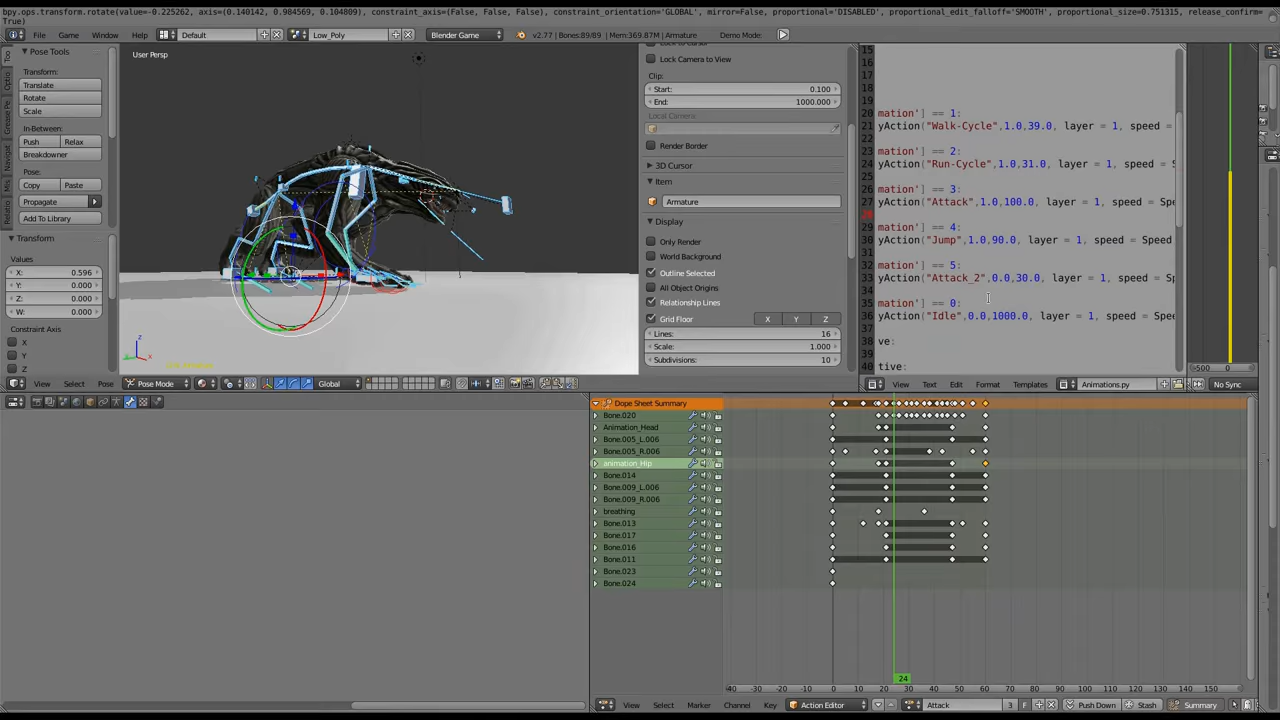 bpy.ops.transform.rotate(value=-0.225262, axis=(0.140142, 0.984569, 0.104809), constraint_axis=(False, False, False), constraint_orientation='GLOBAL', mirror=False, proportional='DISABLED', proportional_edit_falloff='SMOOTH', proportional_size=0.751315, release_confirm=
True)
File Game Window Help Default Low_Poly Blender Game v2.77 | Bones:89/89 | Mem:369.87M | Armature Demo Mode:
Pose Tools
Transform:
Translate
Rotate
Scale
In-Between:
Push Relax
Breakdowner
Pose:
Copy Paste
Propagate
Add To Library
Transform
Values
X: 0.596
Y: 0.000
Z: 0.000
W: 0.000
Constraint Axis
X
Y
Z
User Persp
View Select Pose Pose Mode Global
Lock Camera to View
Clip:
Start: 0.100
End: 1000.000
Local Camera:
Render Border
3D Cursor
Item
Armature
Display
Only Render
World Background
Outline Selected
All Object Origins
Relationship Lines
Grid Floor X Y Z
Lines: 16
Scale: 1.000
Subdivisions: 10
15
16
17
18
19
20 mation'] == 1:
21 yAction("Walk-Cycle",1.0,39.0, layer = 1, speed =
22
23 mation'] == 2:
24 yAction("Run-Cycle",1.0,31.0, layer = 1, speed = S
25
26 mation'] == 3:
27 yAction("Attack",1.0,100.0, layer = 1, speed = Sp
28
29 mation'] == 4:
30 yAction("Jump",1.0,90.0, layer = 1, speed = Speed
31
32 mation'] == 5:
33 yAction("Attack_2",0.0,30.0, layer = 1, speed = Sp
34
35 mation'] == 0:
36 yAction("Idle",0.0,1000.0, layer = 1, speed = Spe
37
38 ve:
39
40 tive:
View Text Edit Format Templates Animations.py
-500 0
No Sync
Dope Sheet Summary
Bone.020
Animation_Head
Bone.005_L.006
Bone.005_R.006
animation_Hip
Bone.014
Bone.009_L.006
Bone.009_R.006
breathing
Bone.013
Bone.017
Bone.016
Bone.011
Bone.023
Bone.024
24
-40 -30 -20 -10 0 10 20 30 40 50 60 70 80 90 100 110 120 130 140 150
View Select Marker Channel Key Action Editor Attack 3 F Push Down Stash Summary